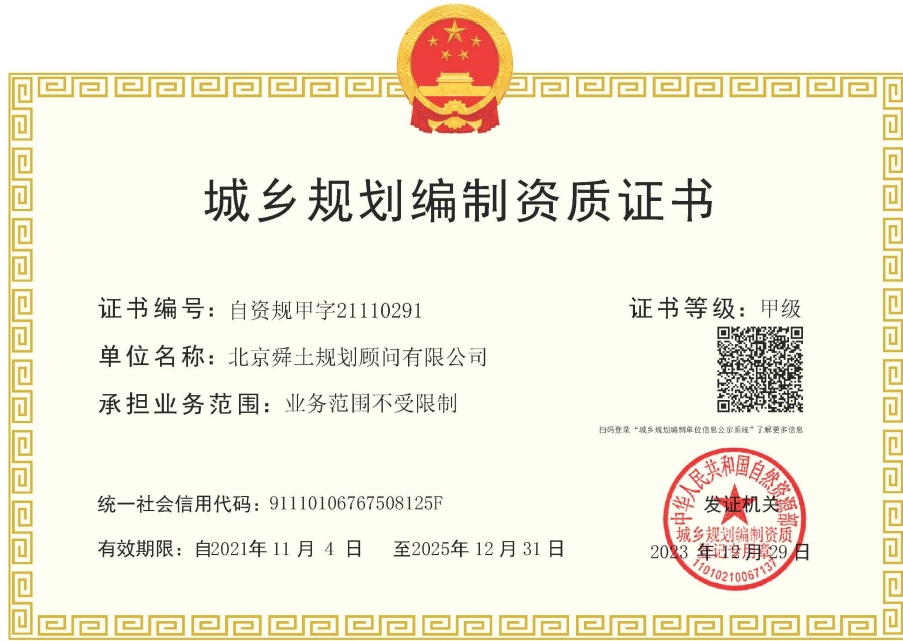 城乡规划编制资质证书
证书编号：自资规甲字21110291
证书等级：甲级
单位名称：北京舜土规划顾问有限公司
承担业务范围：业务范围不受限制
扫码登录“城乡规划编制单位信息公示系统”了解更多信息
统一社会信用代码：91110106767508125F
中华人民共和国自然资源部
发证机关
城乡规划编制资质
登记专用章
有效期限：自2021年 11 月 4 日 至2025年 12 月 31 日
2023 年 12 月 29 日
11010210067137